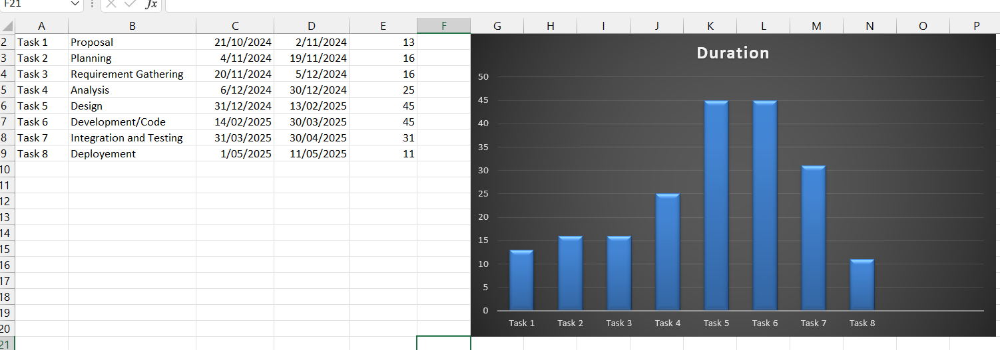 F21 fx
A B C D E F G H I J K L M N O P
2 Task 1 Proposal 21/10/2024 2/11/2024 13
3 Task 2 Planning 4/11/2024 19/11/2024 16
4 Task 3 Requirement Gathering 20/11/2024 5/12/2024 16
5 Task 4 Analysis 6/12/2024 30/12/2024 25
6 Task 5 Design 31/12/2024 13/02/2025 45
7 Task 6 Development/Code 14/02/2025 30/03/2025 45
8 Task 7 Integration and Testing 31/03/2025 30/04/2025 31
9 Task 8 Deployement 1/05/2025 11/05/2025 11
10
11
12
13
14
15
16
17
18
19
20
21
Duration
50
45
40
35
30
25
20
15
10
5
0
Task 1 Task 2 Task 3 Task 4 Task 5 Task 6 Task 7 Task 8